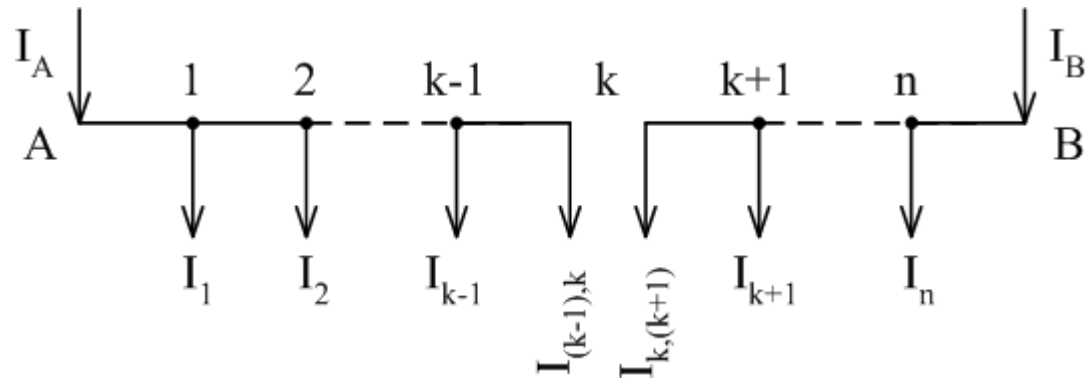 I_A I_B
1 2 k-1 k k+1 n
A B
I_1 I_2 I_{k-1} I_{(k-1),k} I_{k,(k+1)} I_{k+1} I_n